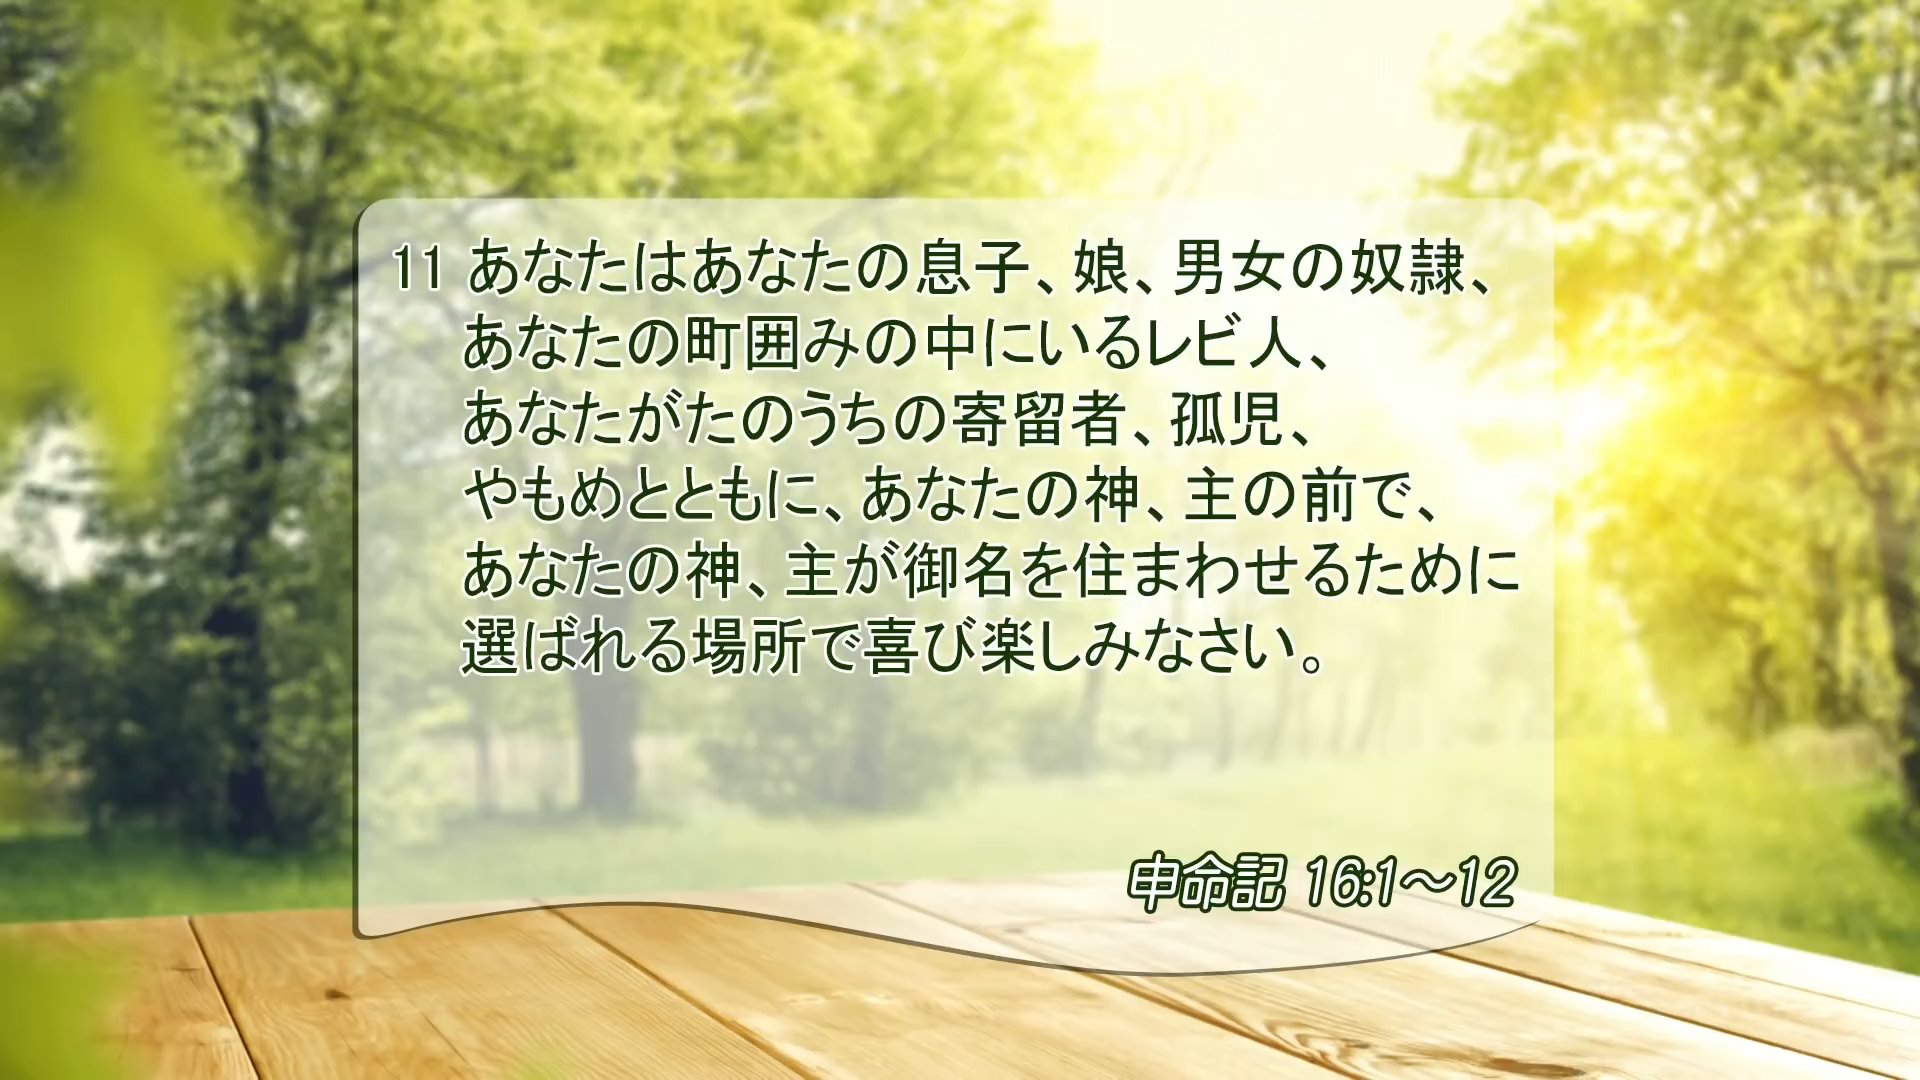 11 あなたはあなたの息子、娘、男女の奴隷、
あなたの町囲みの中にいるレビ人、
あなたがたのうちの寄留者、孤児、
やもめとともに、あなたの神、主の前で、
あなたの神、主が御名を住まわせるために
選ばれる場所で喜び楽しみなさい。
申命記 16:1～12